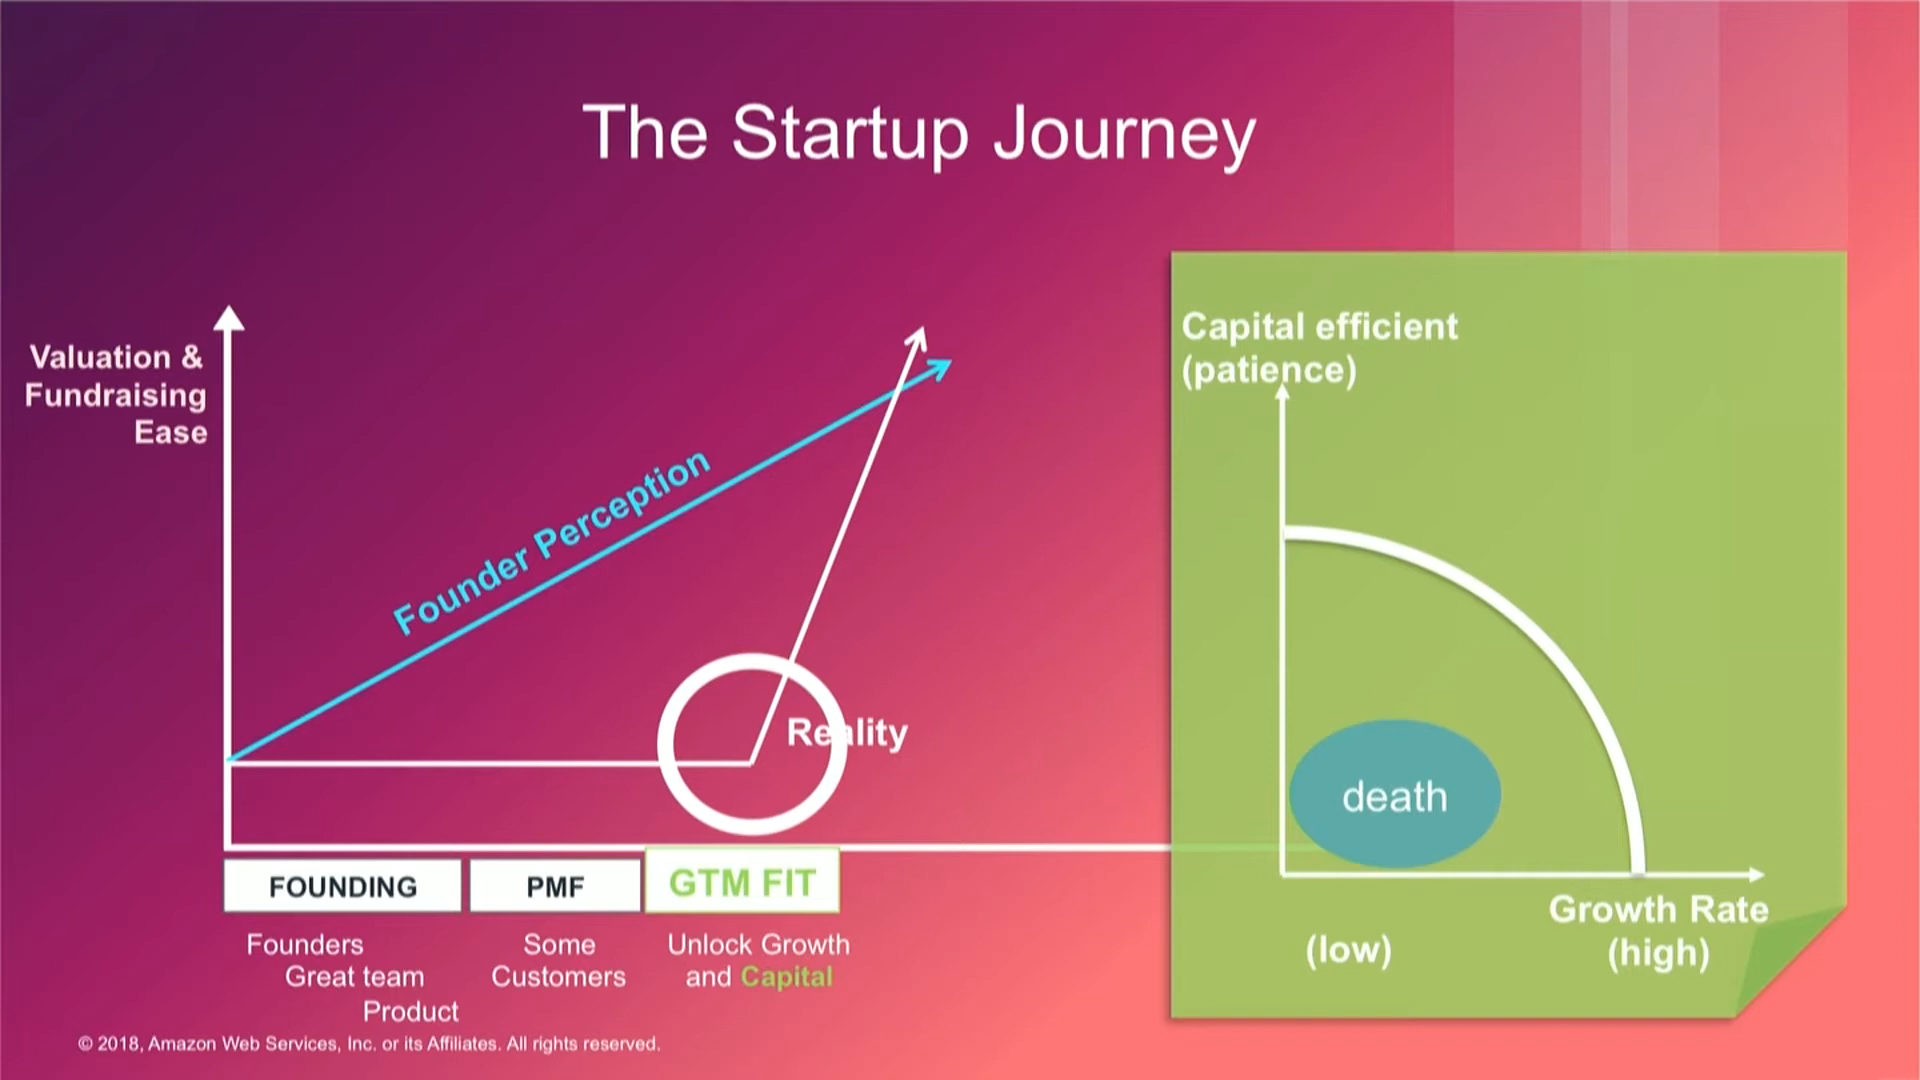 The Startup Journey
Valuation &
Fundraising
Ease
Founder Perception
Reality
FOUNDING
PMF
GTM FIT
Founders
Great team
Product
Some
Customers
Unlock Growth
and Capital
Capital efficient
(patience)
death
Growth Rate
(low)
(high)
© 2018, Amazon Web Services, Inc. or its Affiliates. All rights reserved.